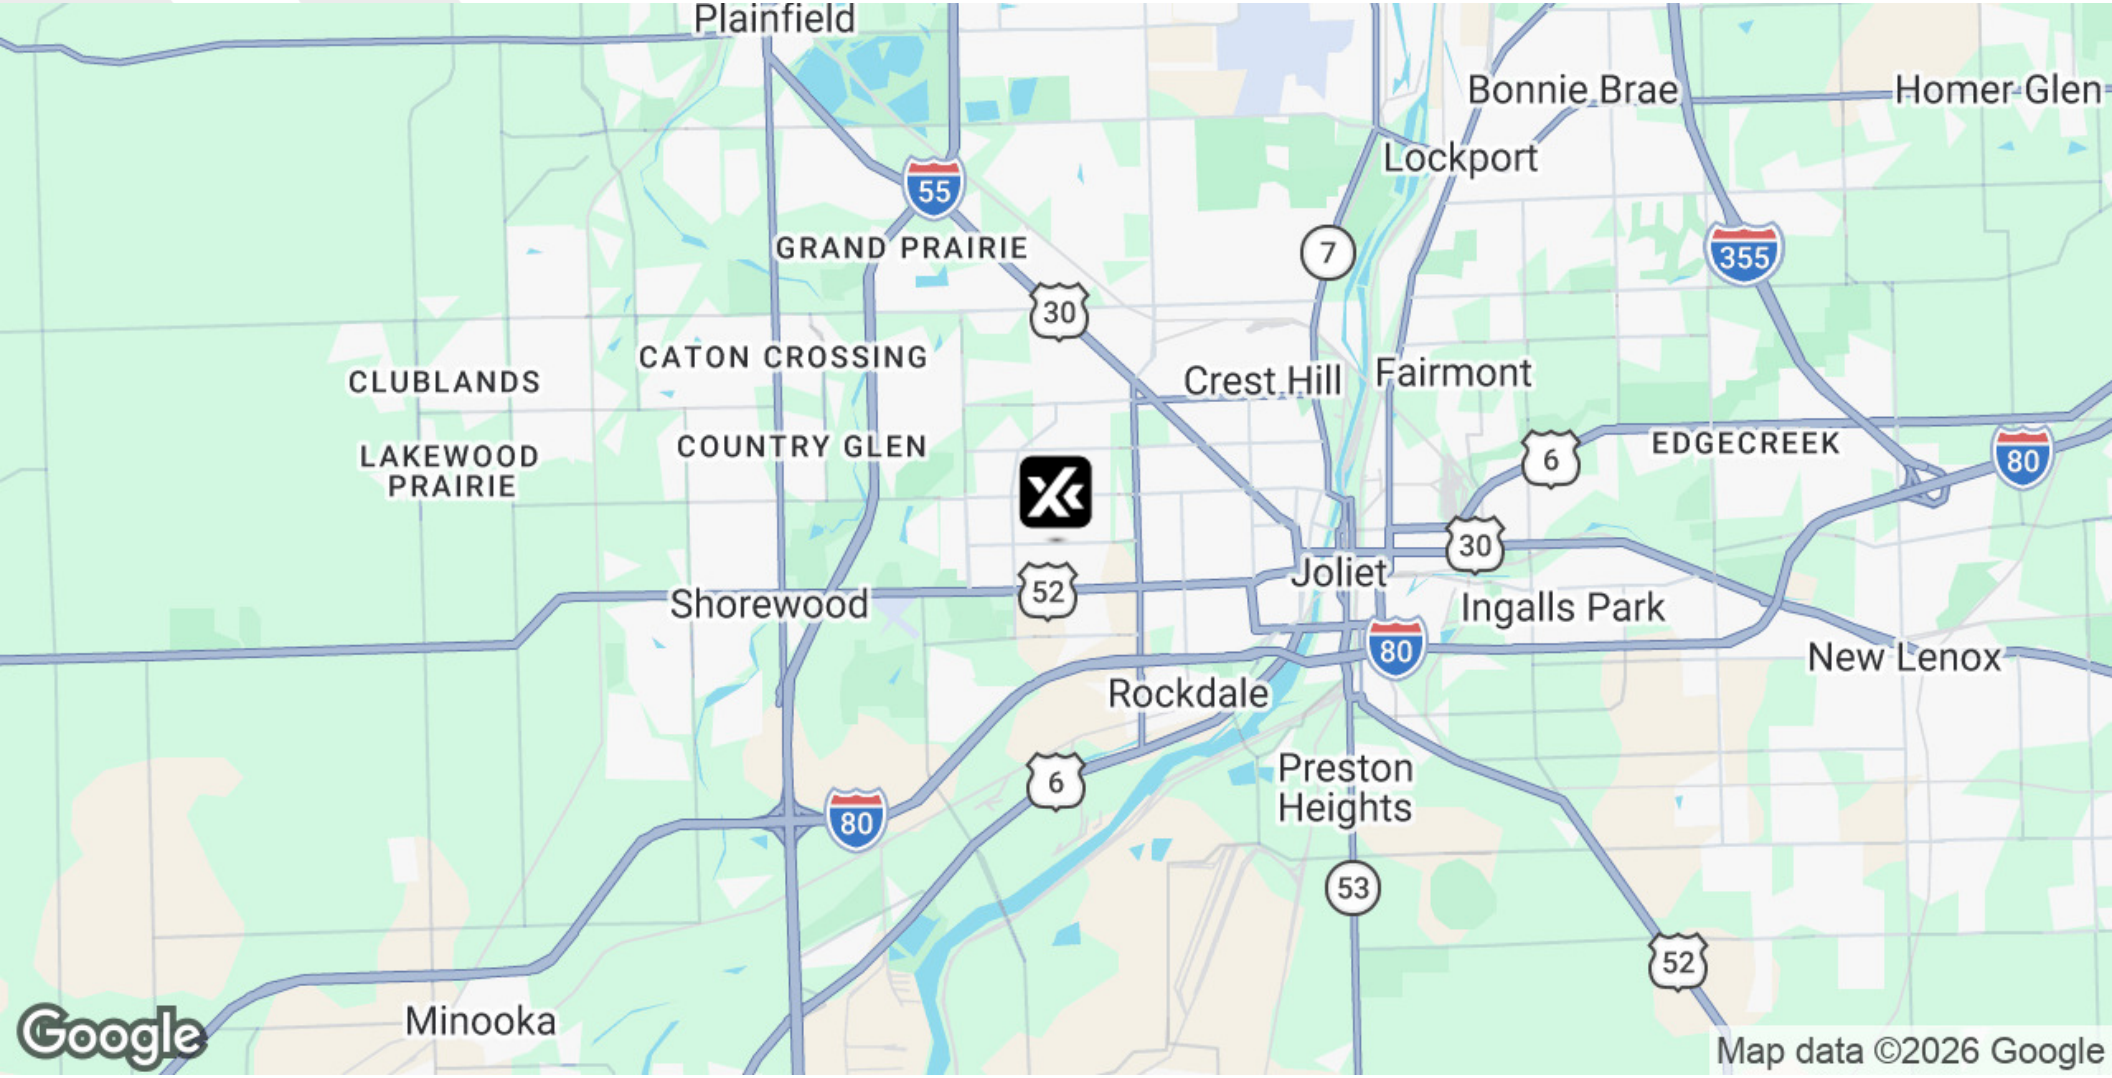 Plainfield
Bonnie Brae
Homer Glen
Lockport
55
GRAND PRAIRIE
7
355
30
CATON CROSSING
CLUBLANDS
Crest Hill
Fairmont
COUNTRY GLEN
LAKEWOOD
PRAIRIE
6
EDGECREEK
80
30
Joliet
52
Shorewood
Ingalls Park
80
New Lenox
Rockdale
6
Preston
Heights
80
53
52
Minooka
Google
Map data ©2026 Google